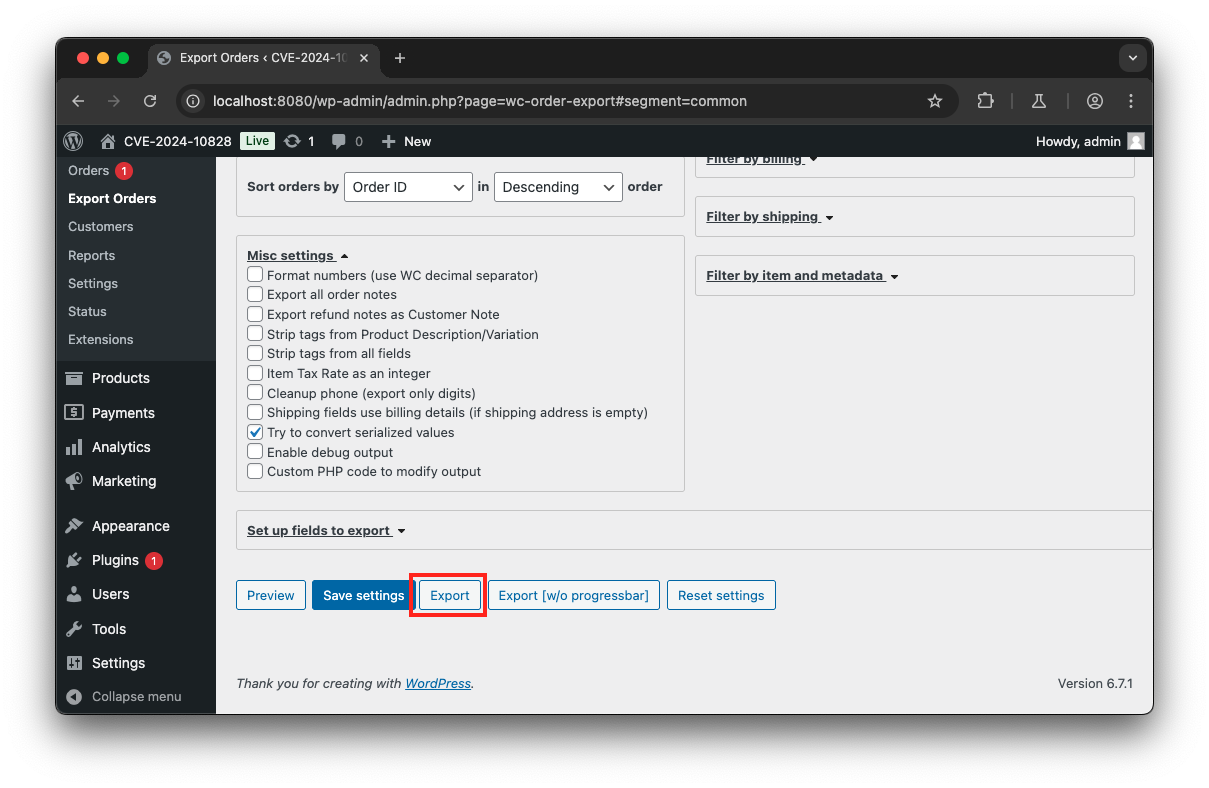 Export Orders ‹ CVE-2024-10
localhost:8080/wp-admin/admin.php?page=wc-order-export#segment=common
CVE-2024-10828 Live 1 0 New Howdy, admin
Orders 1
Export Orders
Customers
Reports
Settings
Status
Extensions
Products
Payments
Analytics
Marketing
Appearance
Plugins 1
Users
Tools
Settings
Collapse menu
Sort orders by Order ID in Descending order
Misc settings
Format numbers (use WC decimal separator)
Export all order notes
Export refund notes as Customer Note
Strip tags from Product Description/Variation
Strip tags from all fields
Item Tax Rate as an integer
Cleanup phone (export only digits)
Shipping fields use billing details (if shipping address is empty)
Try to convert serialized values
Enable debug output
Custom PHP code to modify output
Filter by billing
Filter by shipping
Filter by item and metadata
Set up fields to export
Preview Save settings Export Export [w/o progressbar] Reset settings
Thank you for creating with WordPress. Version 6.7.1